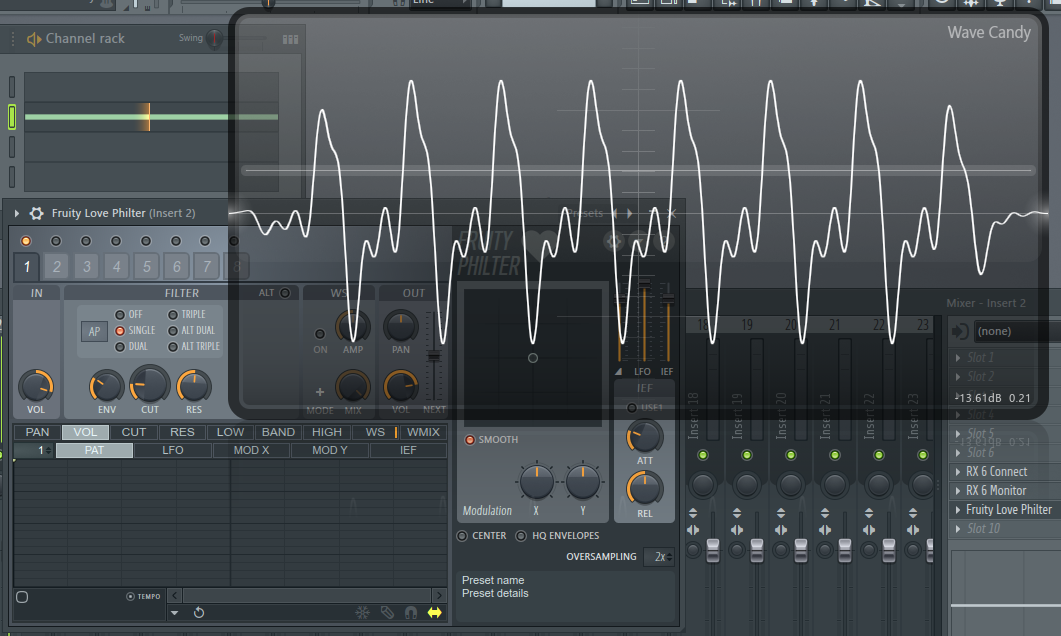 Line
Wave Candy
Channel rack
Swing
Fruity Love Philter (Insert 2)
Presets
1 2 3 4 5 6 7 8
FRUITY
PHILTER
IN
FILTER
ALT
WS
OUT
AP
OFF
SINGLE
DUAL
TRIPLE
ALT DUAL
ALT TRIPLE
ON
AMP
PAN
MODE
MIX
VOL
NEXT
VOL
ENV
CUT
RES
LFO
IEF
IEF
USE1
ATT
REL
PAN VOL CUT RES LOW BAND HIGH WS WMIX
1 PAT LFO MOD X MOD Y IEF
SMOOTH
Modulation
X
Y
CENTER
HQ ENVELOPES
OVERSAMPLING
2x
Preset name
Preset details
TEMPO
18 19 20 21 22 23
Insert 18
Insert 19
Insert 20
Insert 21
Insert 22
Insert 23
Mixer - Insert 2
(none)
Slot 1
Slot 2
-13.61dB 0.21
Slot 4
Slot 5
Slot 6
RX 6 Connect
RX 6 Monitor
Fruity Love Philter
Slot 10